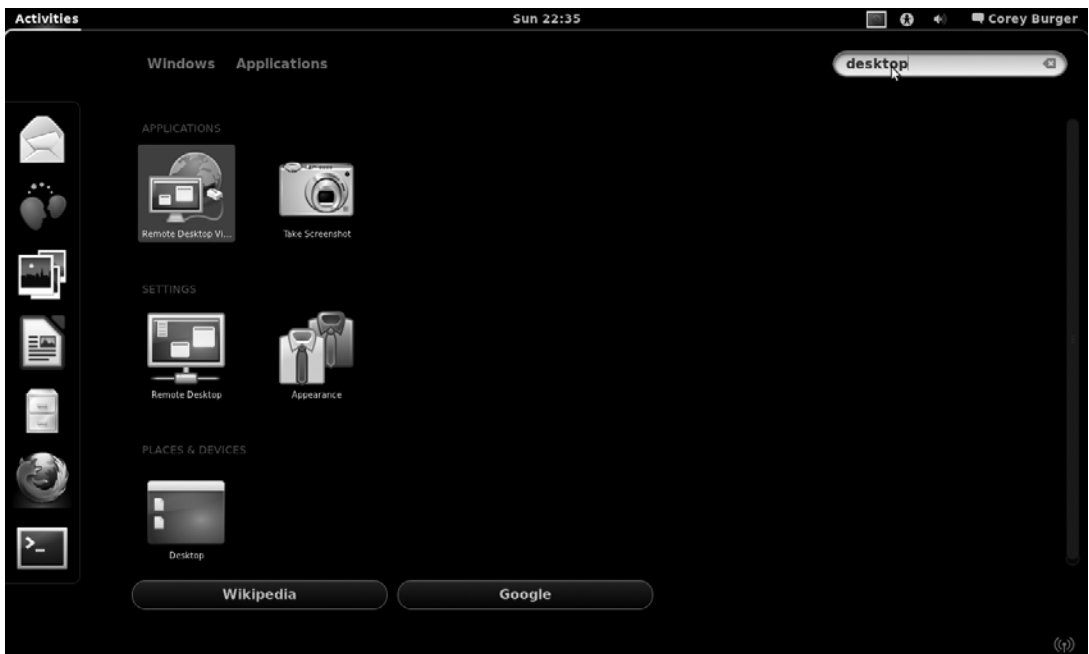 Activities Sun 22:35 Corey Burger
Windows Applications desktop
APPLICATIONS
Remote Desktop Vi... Take Screenshot
SETTINGS
Remote Desktop Appearance
PLACES & DEVICES
Desktop
Wikipedia Google